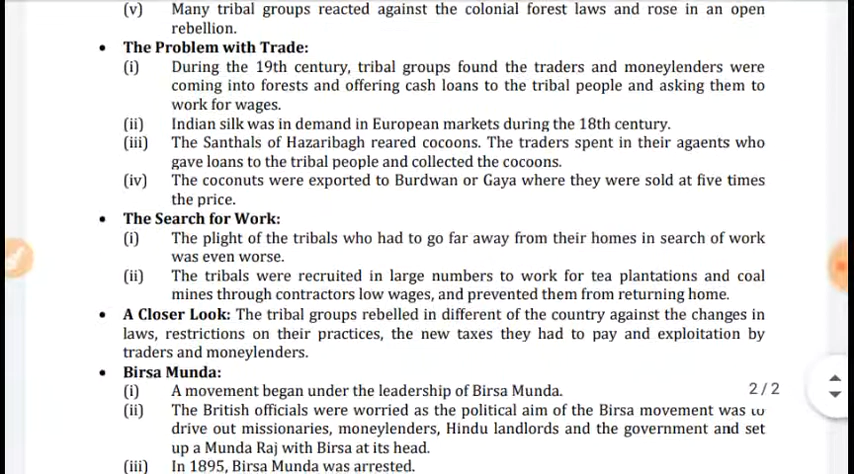 (v) Many tribal groups reacted against the colonial forest laws and rose in an open
rebellion.
• The Problem with Trade:
(i) During the 19th century, tribal groups found the traders and moneylenders were
coming into forests and offering cash loans to the tribal people and asking them to
work for wages.
(ii) Indian silk was in demand in European markets during the 18th century.
(iii) The Santhals of Hazaribagh reared cocoons. The traders spent in their agaents who
gave loans to the tribal people and collected the cocoons.
(iv) The coconuts were exported to Burdwan or Gaya where they were sold at five times
the price.
• The Search for Work:
(i) The plight of the tribals who had to go far away from their homes in search of work
was even worse.
(ii) The tribals were recruited in large numbers to work for tea plantations and coal
mines through contractors low wages, and prevented them from returning home.
• A Closer Look: The tribal groups rebelled in different of the country against the changes in
laws, restrictions on their practices, the new taxes they had to pay and exploitation by
traders and moneylenders.
• Birsa Munda:
(i) A movement began under the leadership of Birsa Munda.
2/2
(ii) The British officials were worried as the political aim of the Birsa movement was to
drive out missionaries, moneylenders, Hindu landlords and the government and set
up a Munda Raj with Birsa at its head.
(iii) In 1895, Birsa Munda was arrested.